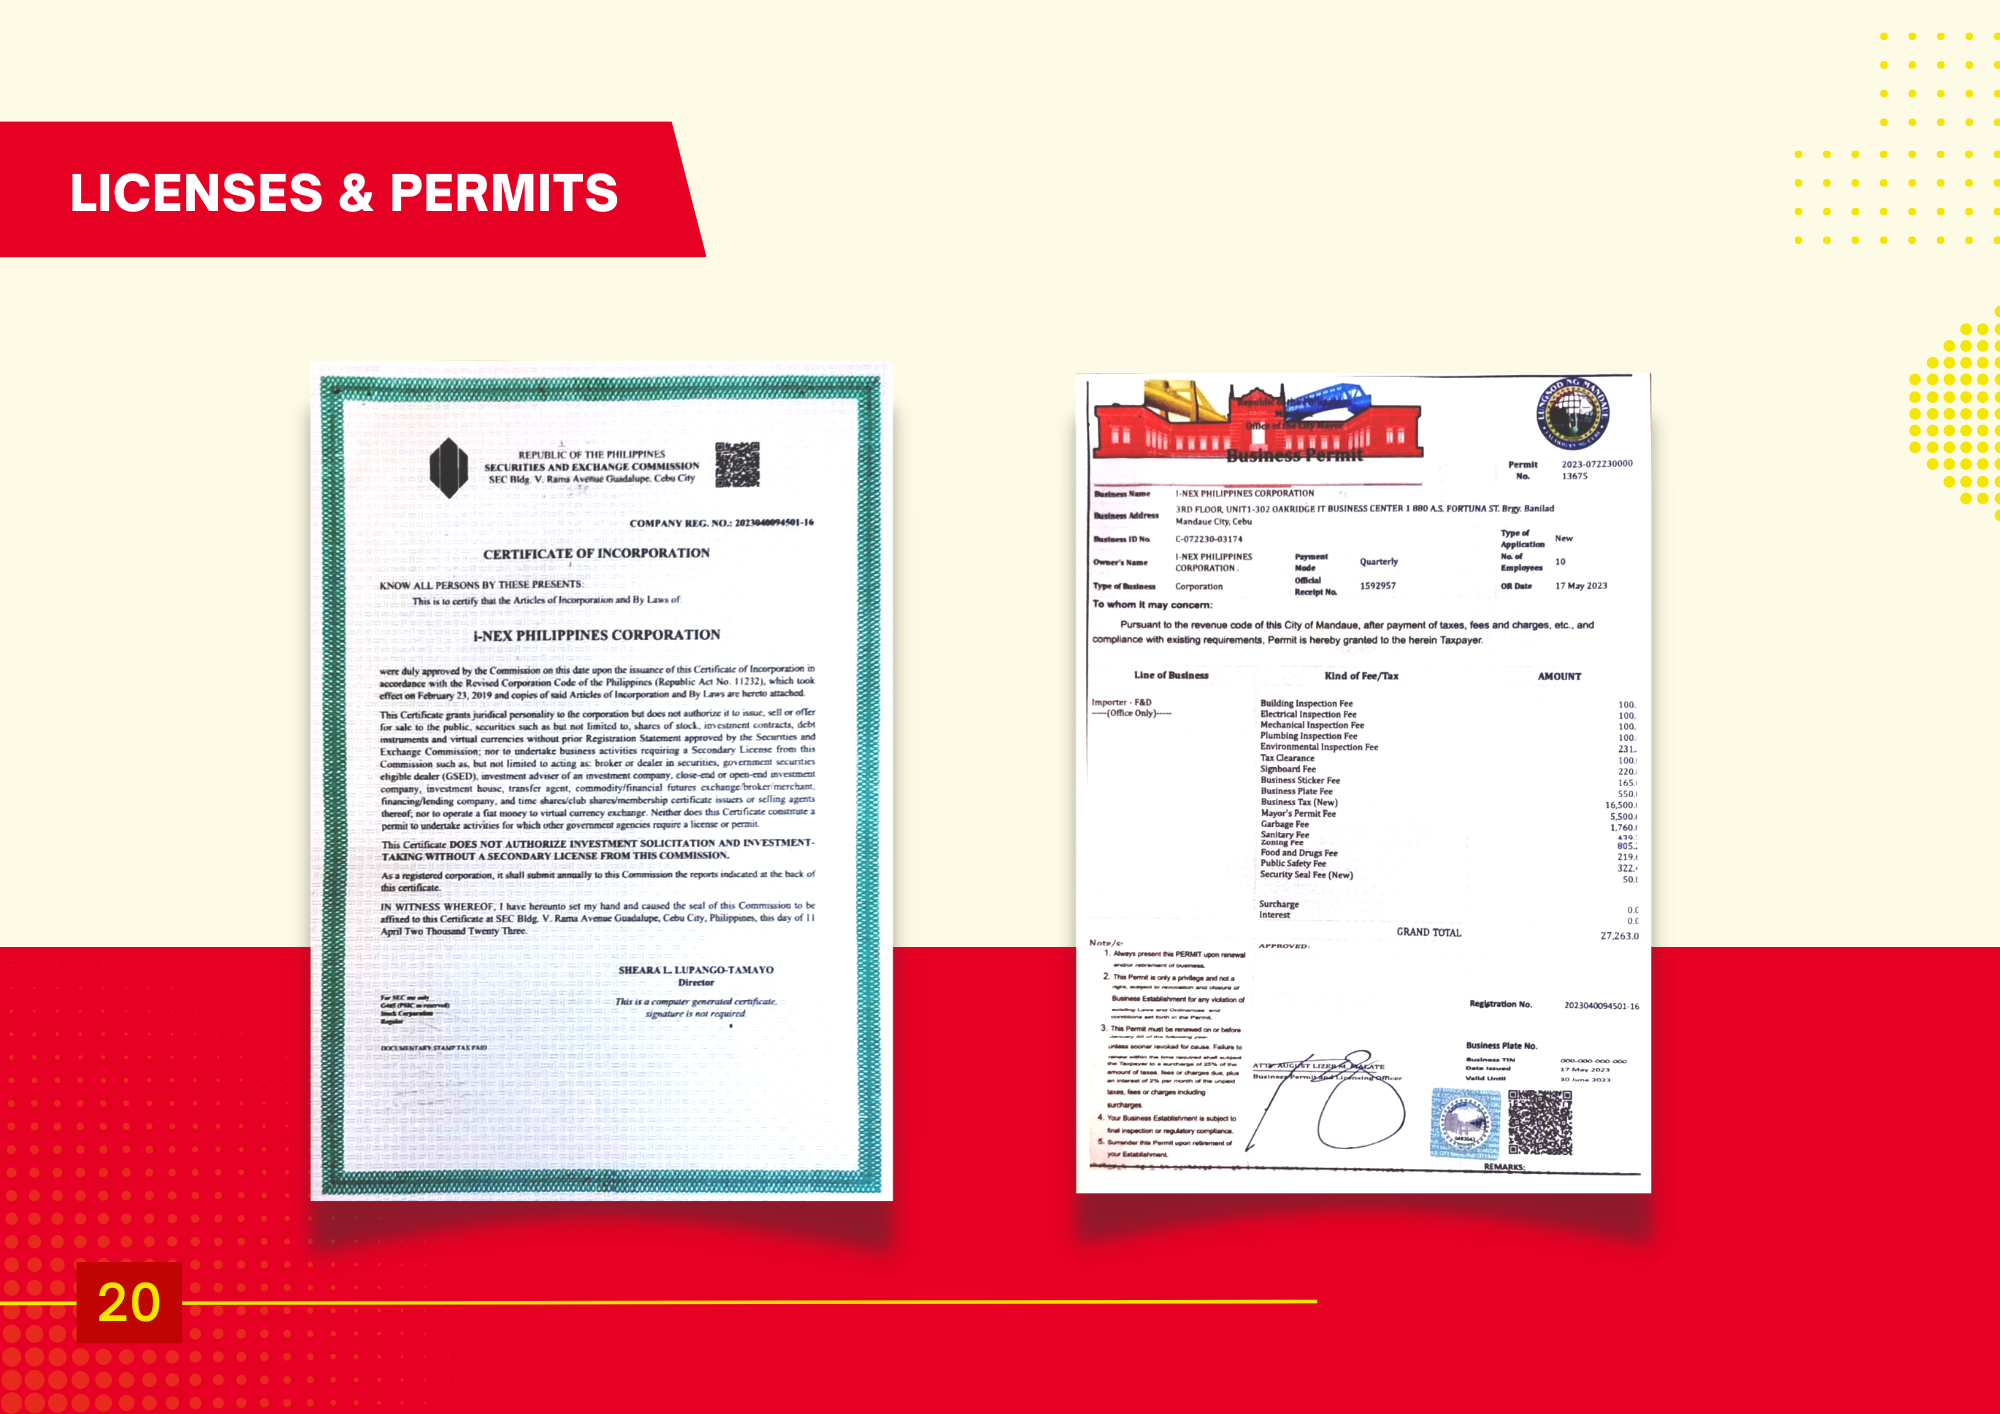 LICENSES & PERMITS
REPUBLIC OF THE PHILIPPINES
SECURITIES AND EXCHANGE COMMISSION
SEC Bldg. V. Rama Avenue Guadalupe, Cebu City
COMPANY REG. NO.: 2023040094501-16
CERTIFICATE OF INCORPORATION
KNOW ALL PERSONS BY THESE PRESENTS:
This is to certify that the Articles of Incorporation and By Laws of:
i-NEX PHILIPPINES CORPORATION
were duly approved by the Commission on this date upon the issuance of this Certificate of Incorporation in
accordance with the Revised Corporation Code of the Philippines (Republic Act No. 11232), which took
effect on February 23, 2019 and copies of said Articles of Incorporation and By Laws are hereto attached.
This Certificate grants juridical personality to the corporation but does not authorize it to issue, sell or offer
for sale to the public, securities such as but not limited to, shares of stock, investment contracts, debt
instruments and virtual currencies without prior Registration Statement approved by the Securities and
Exchange Commission; nor to undertake business activities requiring a Secondary License from this
Commission such as, but not limited to acting as: broker or dealer in securities, government securities
eligible dealer (GSED), investment adviser of an investment company, close-end or open-end investment
company, investment house, transfer agent, commodity/financial futures exchange/broker/merchant,
financing/lending company, and time shares/club shares/membership certificate issuers or selling agents
thereof; nor to operate a fiat money to virtual currency exchange. Neither does this Certificate constitute a
permit to undertake activities for which other government agencies require a license or permit.
This Certificate DOES NOT AUTHORIZE INVESTMENT SOLICITATION AND INVESTMENT-
TAKING WITHOUT A SECONDARY LICENSE FROM THIS COMMISSION.
As a registered corporation, it shall submit annually to this Commission the reports indicated at the back of
this certificate.
IN WITNESS WHEREOF, I have hereunto set my hand and caused the seal of this Commission to be
affixed to this Certificate at SEC Bldg. V. Rama Avenue Guadalupe, Cebu City, Philippines, this day of 11
April Two Thousand Twenty Three.
SHEARA L. LUPANGO-TAMAYO
Director
This is a computer generated certificate,
signature is not required.
For SEC use only
Stock Corporation
Regular
DOCUMENTARY STAMP TAX PAID
LUNGSOD NG MANDAUE
Office of the City Mayor
Business Permit
Permit No. 2023-072230000
13675
Business Name I-NEX PHILIPPINES CORPORATION
Business Address 3RD FLOOR, UNIT1-302 OAKRIDGE IT BUSINESS CENTER 1 880 A.S. FORTUNA ST. Brgy. Banilad
Mandaue City, Cebu
Business ID No. C-072230-03174 Type of Application New
Owner's Name I-NEX PHILIPPINES CORPORATION . Payment Mode Quarterly No. of Employees 10
Type of Business Corporation Official Receipt No. 1592957 OR Date 17 May 2023
To whom It may concern:
Pursuant to the revenue code of this City of Mandaue, after payment of taxes, fees and charges, etc., and
compliance with existing requirements, Permit is hereby granted to the herein Taxpayer.
Line of Business Kind of Fee/Tax AMOUNT
Importer - F&D
----(Office Only)----
Building Inspection Fee 100.
Electrical Inspection Fee 100.
Mechanical Inspection Fee 100.
Plumbing Inspection Fee 100.
Environmental Inspection Fee 231.
Tax Clearance 100.
Signboard Fee 220.
Business Sticker Fee 165.
Business Plate Fee 550.
Business Tax (New) 16,500.
Mayor's Permit Fee 5,500.
Garbage Fee 1,760.
Sanitary Fee 439.
Zoning Fee 805.
Food and Drugs Fee 219.
Public Safety Fee 322.
Security Seal Fee (New) 50.
Surcharge 0.0
Interest 0.0
GRAND TOTAL 27,263.0
Note/s:
1. Always present this PERMIT upon renewal
and/or retirement of business.
2. This Permit is only a privilege and not a
right, subject to revocation and closure of
Business Establishment for any violation of
existing Laws and Ordinances and
conditions set forth in the Permit.
3. This Permit must be renewed on or before
January 20 of the following year
unless sooner revoked for cause. Failure to
renew within the time required shall subject
the Taxpayer to a surcharge of 25% of the
amount of taxes, fees or charges due, plus
an interest of 2% per month of the unpaid
taxes, fees or charges including
surcharges.
4. Your Business Establishment is subject to
final inspection or regulatory compliance.
5. Surrender this Permit upon retirement of
your Establishment.
APPROVED:
ATTY. AUGUST LIZER M. MALATE
Business Permit and Licensing Officer
Registration No. 2023040094501-16
Business Plate No.
Business TIN 000-000-000-000
Date Issued 17 May 2023
Valid Until 30 June 2023
REMARKS:
20